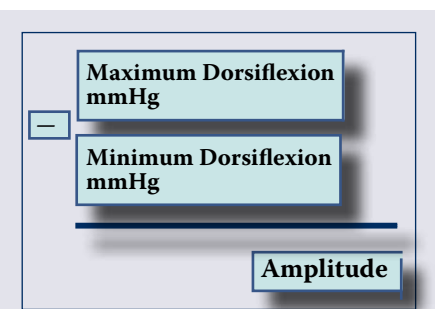 Maximum Dorsiflexion
mmHg
—
Minimum Dorsiflexion
mmHg
Amplitude